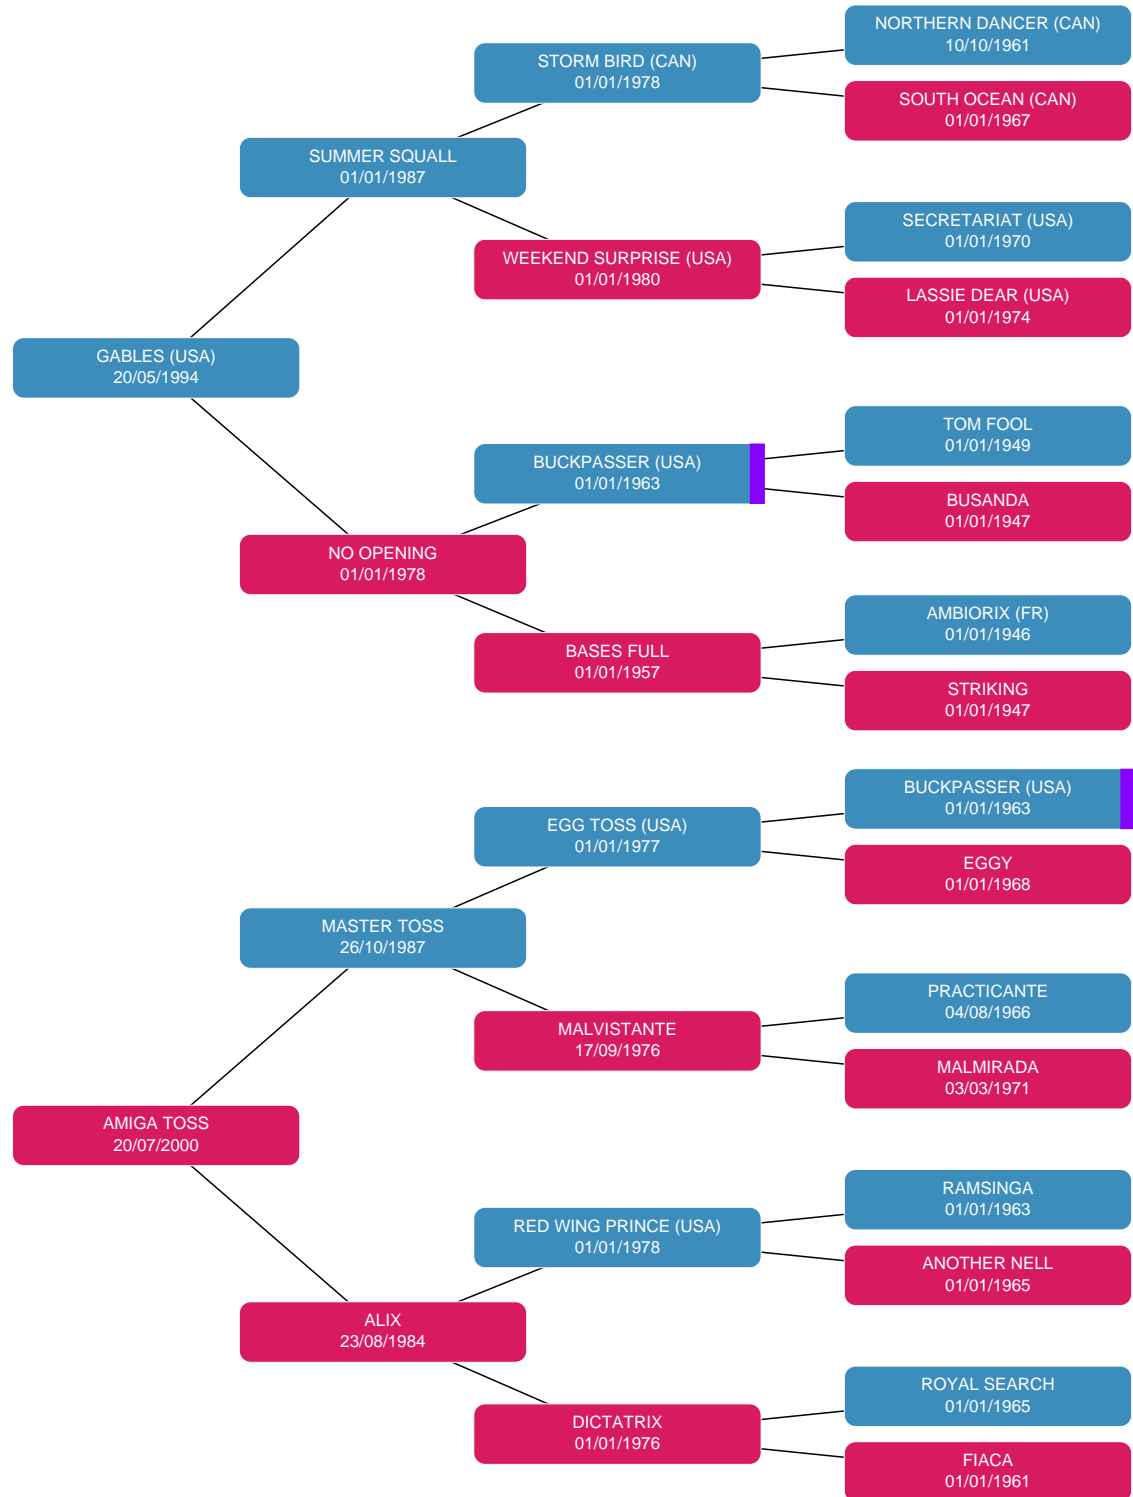 NORTHERN DANCER (CAN)
10/10/1961
STORM BIRD (CAN)
01/01/1978
SOUTH OCEAN (CAN)
01/01/1967
SUMMER SQUALL
01/01/1987
SECRETARIAT (USA)
01/01/1970
WEEKEND SURPRISE (USA)
01/01/1980
LASSIE DEAR (USA)
01/01/1974
GABLES (USA)
20/05/1994
TOM FOOL
01/01/1949
BUCKPASSER (USA)
01/01/1963
BUSANDA
01/01/1947
NO OPENING
01/01/1978
AMBIORIX (FR)
01/01/1946
BASES FULL
01/01/1957
STRIKING
01/01/1947
BUCKPASSER (USA)
01/01/1963
EGG TOSS (USA)
01/01/1977
EGGY
01/01/1968
MASTER TOSS
26/10/1987
PRACTICANTE
04/08/1966
MALVISTANTE
17/09/1976
MALMIRADA
03/03/1971
AMIGA TOSS
20/07/2000
RAMSINGA
01/01/1963
RED WING PRINCE (USA)
01/01/1978
ANOTHER NELL
01/01/1965
ALIX
23/08/1984
ROYAL SEARCH
01/01/1965
DICTATRIX
01/01/1976
FIACA
01/01/1961